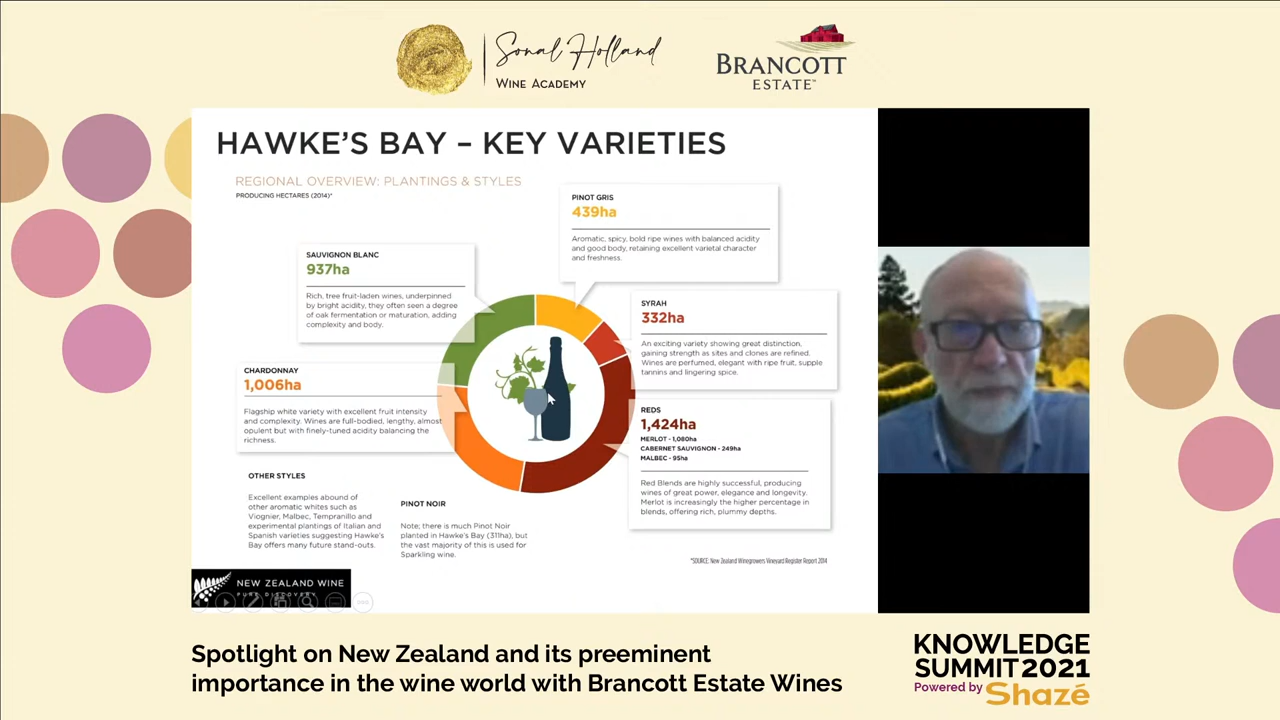 Sonal Holland
WINE ACADEMY
BRANCOTT
ESTATE™
HAWKE'S BAY – KEY VARIETIES
REGIONAL OVERVIEW: PLANTINGS & STYLES
PRODUCING HECTARES (2014)*
PINOT GRIS
439ha
Aromatic, spicy, bold ripe wines with balanced acidity
and good body, retaining excellent varietal character
and freshness.
SAUVIGNON BLANC
937ha
Rich, tree fruit-laden wines, underpinned
by bright acidity, they often seen a degree
of oak fermentation or maturation, adding
complexity and body.
SYRAH
332ha
An exciting variety showing great distinction,
gaining strength as sites and clones are refined.
Wines are perfumed, elegant with ripe fruit, supple
tannins and lingering spice.
CHARDONNAY
1,006ha
Flagship white variety with excellent fruit intensity
and complexity. Wines are full-bodied, lengthy, almost
opulent but with finely-tuned acidity balancing the
richness.
REDS
1,424ha
MERLOT - 1,080ha
CABERNET SAUVIGNON - 249ha
MALBEC - 95ha
Red Blends are highly successful, producing
wines of great power, elegance and longevity.
Merlot is increasingly the higher percentage in
blends, offering rich, plummy depths.
OTHER STYLES
Excellent examples abound of
other aromatic whites such as
Viognier, Malbec, Tempranillo and
experimental plantings of Italian and
Spanish varieties suggesting Hawke's
Bay offers many future stand-outs.
PINOT NOIR
Note; there is much Pinot Noir
planted in Hawke's Bay (311ha), but
the vast majority of this is used for
Sparkling wine.
*SOURCE: New Zealand Winegrowers Vineyard Register Report 2014
NEW ZEALAND WINE
PURE DISCOVERY
Spotlight on New Zealand and its preeminent
importance in the wine world with Brancott Estate Wines
KNOWLEDGE
SUMMIT 2021
Powered by Shazé